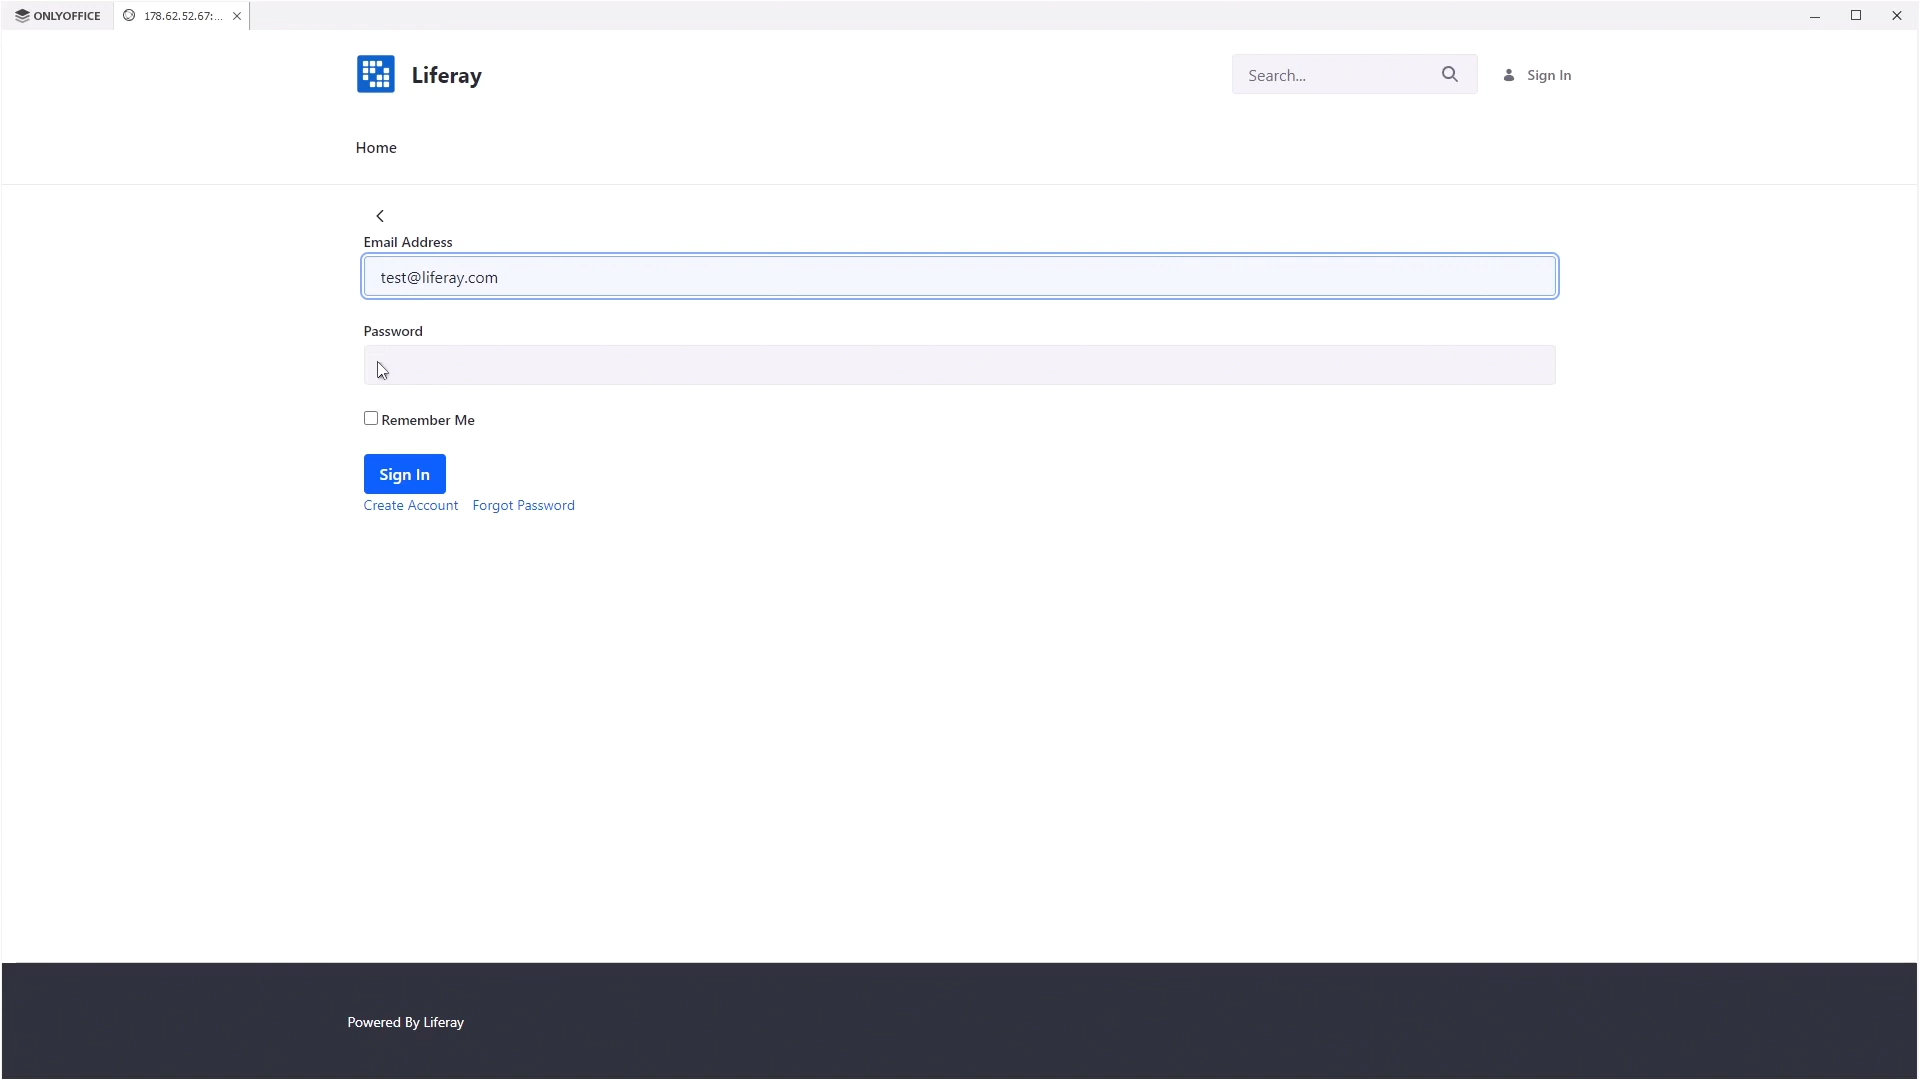 ONLYOFFICE 178.62.52.67:...
Liferay
Search...
Sign In
Home
Email Address
test@liferay.com
Password
Remember Me
Sign In
Create Account Forgot Password
Powered By Liferay